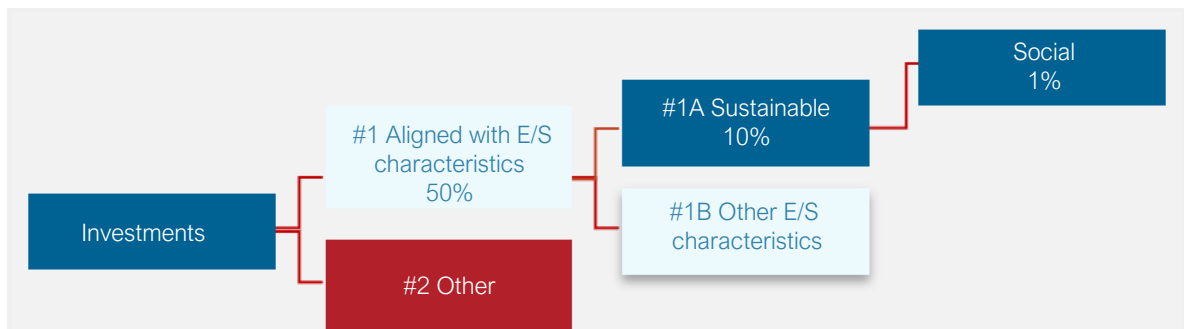 Social
1%
#1A Sustainable
10%
#1 Aligned with E/S
characteristics
50%
#1B Other E/S
characteristics
Investments
#2 Other